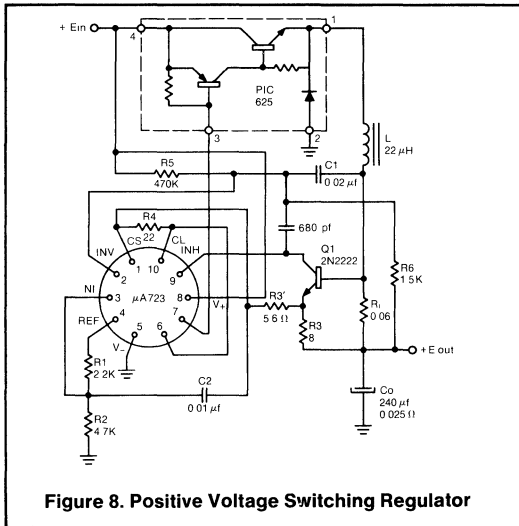 + Ein
4
1
PIC
625
3
2
L
22 μH
R5
470K
C1
0 02 μf
R4
22
CS
CL
INV
INH
1
10
680 pf
Q1
2N2222
2
9
NI
3
μA723
8
V+
R3'
5 6 Ω
R6
1 5K
REF
4
7
5
6
V−
R3
8
R1
0 06
+E out
R1
2 2K
C2
0 01 μf
Co
240 μf
0 025 Ω
R2
4 7K
Figure 8. Positive Voltage Switching Regulator